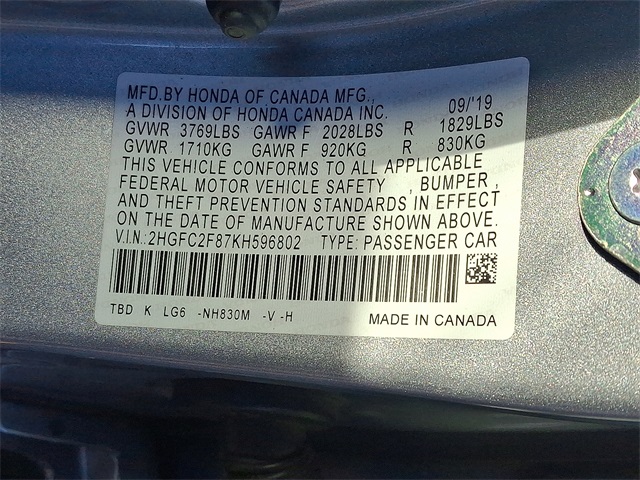 MFD.BY HONDA OF CANADA MFG.,
A DIVISION OF HONDA CANADA INC. 09/'19
GVWR 3769LBS GAWR F 2028LBS R 1829LBS
GVWR 1710KG GAWR F 920KG R 830KG
THIS VEHICLE CONFORMS TO ALL APPLICABLE
FEDERAL MOTOR VEHICLE SAFETY , BUMPER ,
AND THEFT PREVENTION STANDARDS IN EFFECT
ON THE DATE OF MANUFACTURE SHOWN ABOVE.
V.I.N.: 2HGFC2F87KH596802 TYPE: PASSENGER CAR
TBD K LG6 -NH830M -V -H MADE IN CANADA